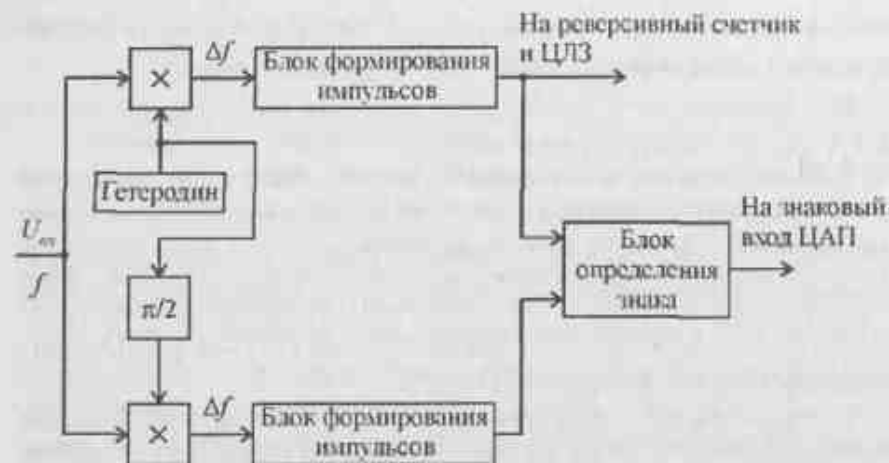 На реверсивный счетчик
и ЦЛЗ
×
Δf
Блок формирования
импульсов
Гетеродин
На знаковый
вход ЦАП
U
f
Блок
определения
знака
π/2
×
Δf
Блок формирования
импульсов